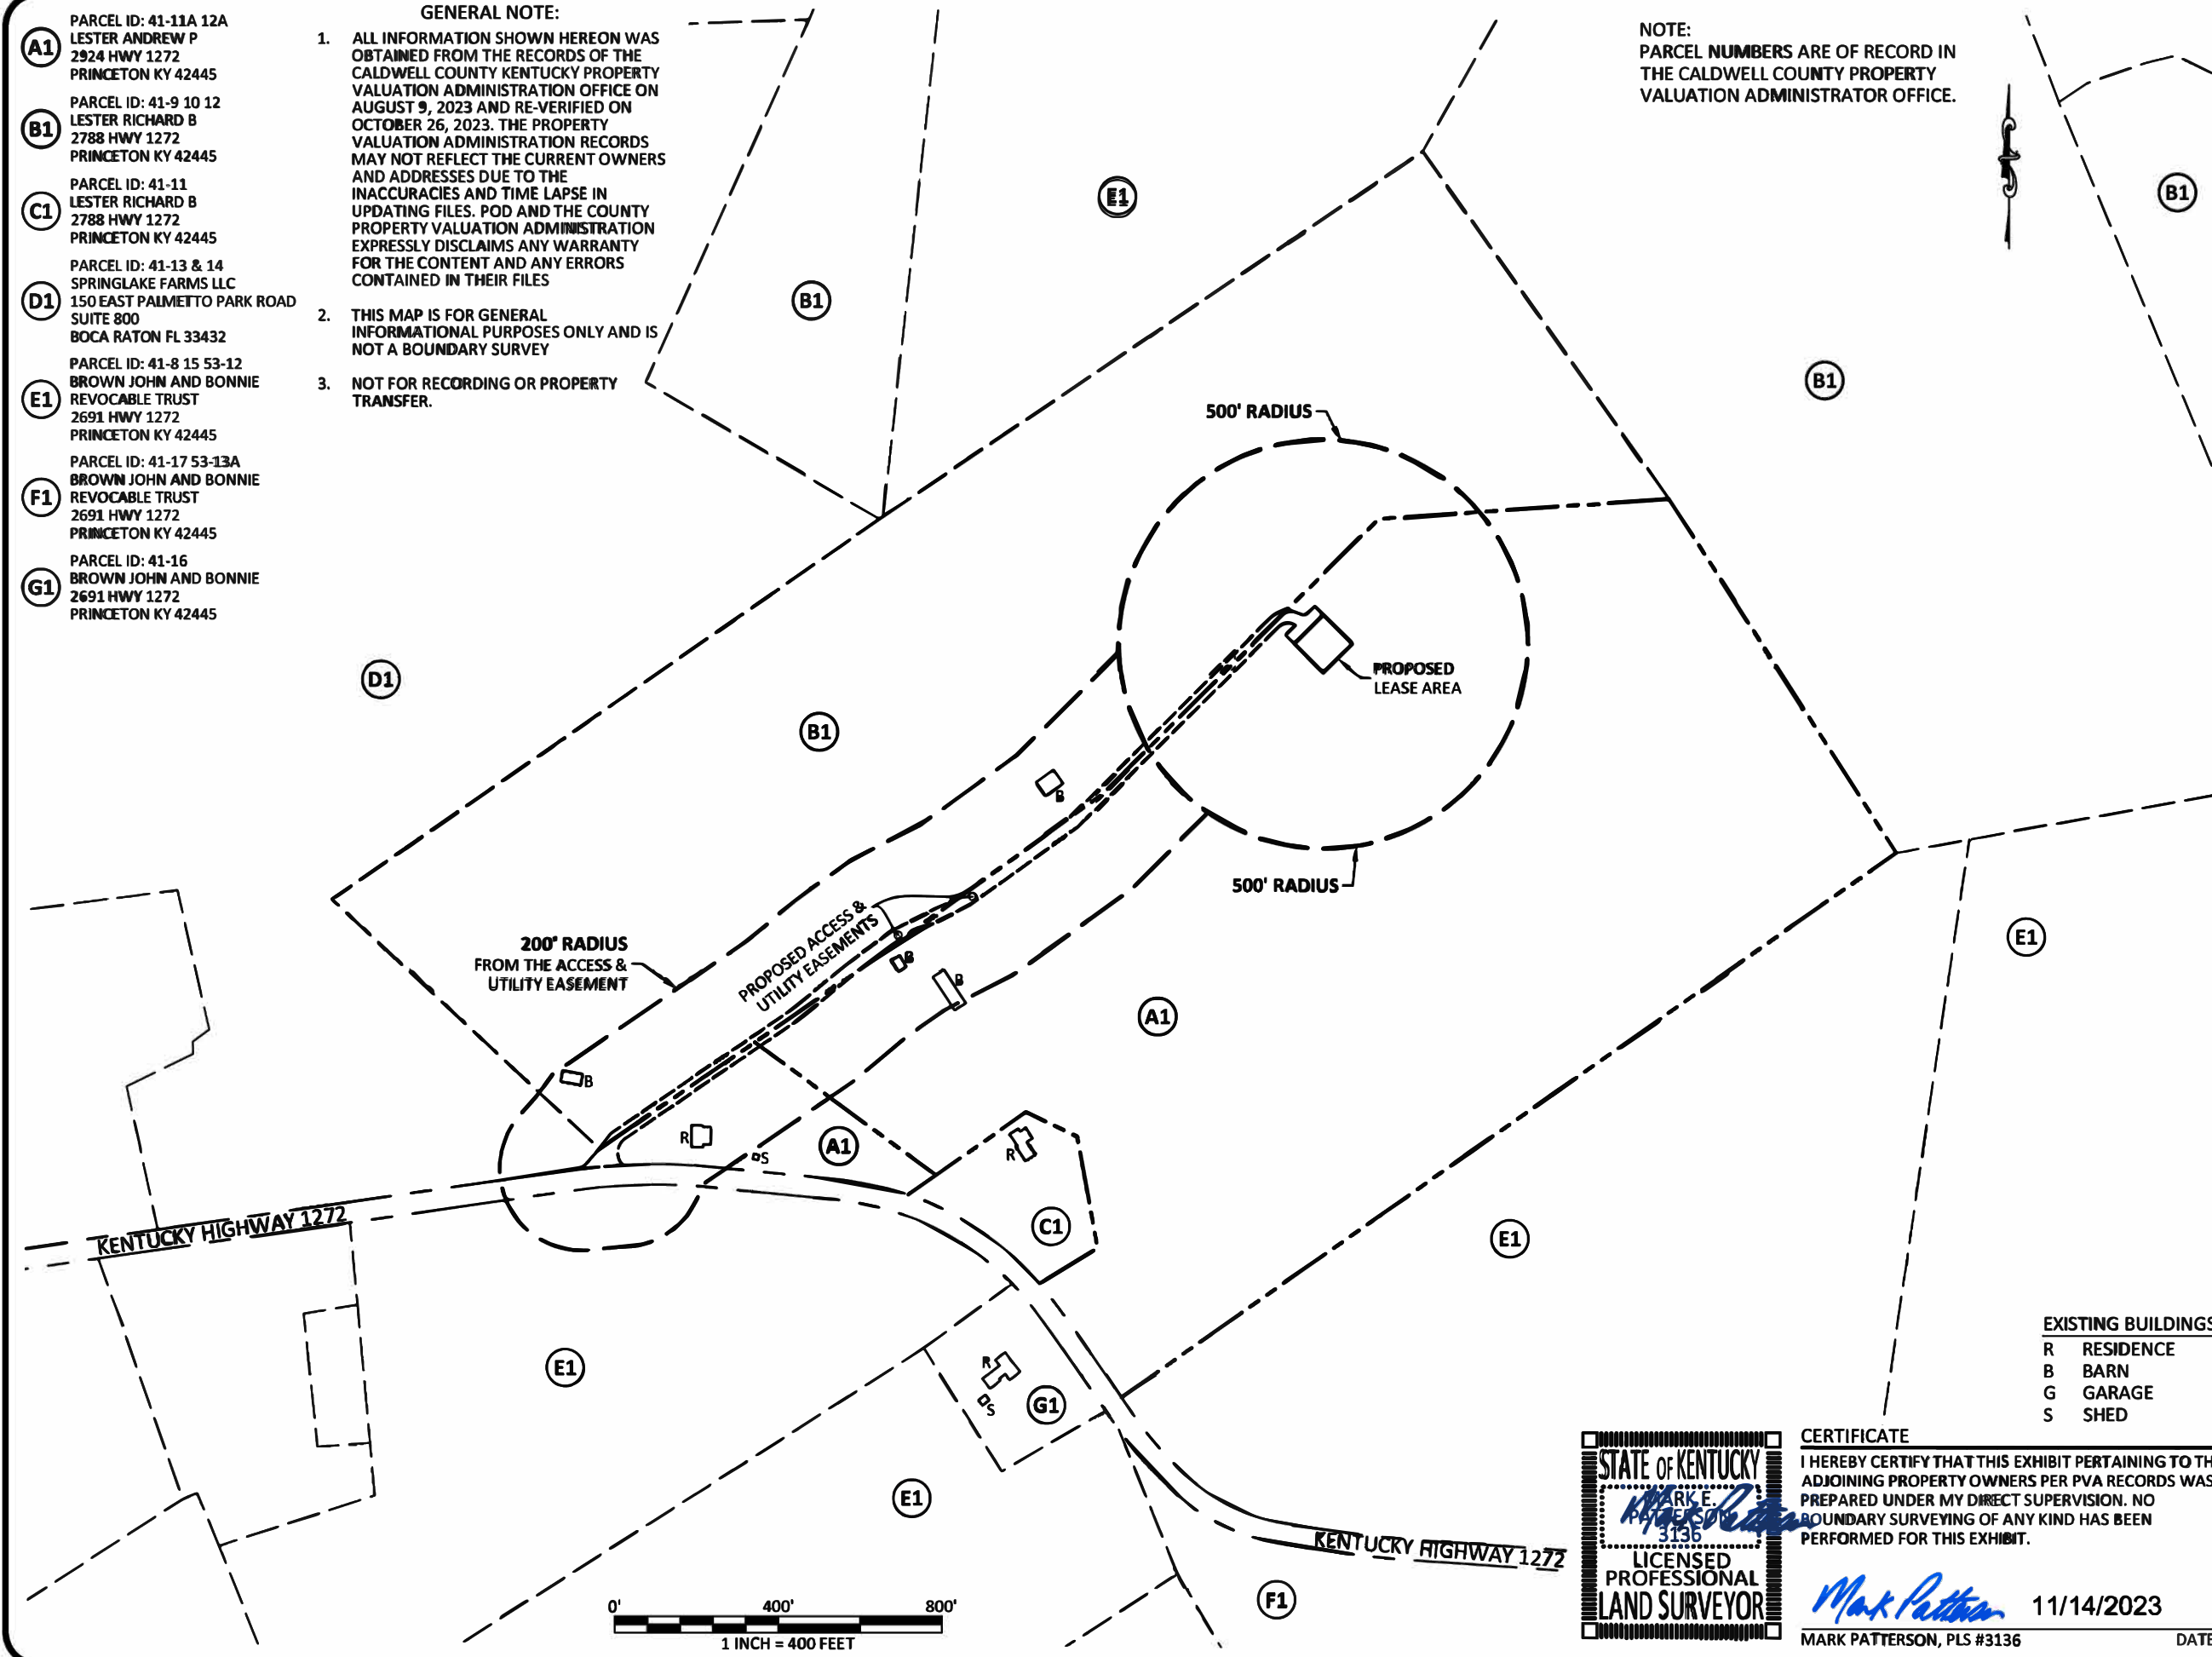 A1
PARCEL ID: 41-11A 12A
LESTER ANDREW P
2924 HWY 1272
PRINCETON KY 42445
B1
PARCEL ID: 41-9 10 12
LESTER RICHARD B
2788 HWY 1272
PRINCETON KY 42445
C1
PARCEL ID: 41-11
LESTER RICHARD B
2788 HWY 1272
PRINCETON KY 42445
D1
PARCEL ID: 41-13 & 14
SPRINGLAKE FARMS LLC
150 EAST PALMETTO PARK ROAD
SUITE 800
BOCA RATON FL 33432
E1
PARCEL ID: 41-8 15 53-12
BROWN JOHN AND BONNIE
REVOCABLE TRUST
2691 HWY 1272
PRINCETON KY 42445
F1
PARCEL ID: 41-17 53-13A
BROWN JOHN AND BONNIE
REVOCABLE TRUST
2691 HWY 1272
PRINCETON KY 42445
G1
PARCEL ID: 41-16
BROWN JOHN AND BONNIE
2691 HWY 1272
PRINCETON KY 42445
GENERAL NOTE:
1. ALL INFORMATION SHOWN HEREON WAS
OBTAINED FROM THE RECORDS OF THE
CALDWELL COUNTY KENTUCKY PROPERTY
VALUATION ADMINISTRATION OFFICE ON
AUGUST 9, 2023 AND RE-VERIFIED ON
OCTOBER 26, 2023. THE PROPERTY
VALUATION ADMINISTRATION RECORDS
MAY NOT REFLECT THE CURRENT OWNERS
AND ADDRESSES DUE TO THE
INACCURACIES AND TIME LAPSE IN
UPDATING FILES. POD AND THE COUNTY
PROPERTY VALUATION ADMINISTRATION
EXPRESSLY DISCLAIMS ANY WARRANTY
FOR THE CONTENT AND ANY ERRORS
CONTAINED IN THEIR FILES
2. THIS MAP IS FOR GENERAL
INFORMATIONAL PURPOSES ONLY AND IS
NOT A BOUNDARY SURVEY
3. NOT FOR RECORDING OR PROPERTY
TRANSFER.
NOTE:
PARCEL NUMBERS ARE OF RECORD IN
THE CALDWELL COUNTY PROPERTY
VALUATION ADMINISTRATOR OFFICE.
E1
B1
B1
B1
500' RADIUS
PROPOSED
LEASE AREA
D1
B1
B
500' RADIUS
PROPOSED ACCESS &
UTILITY EASEMENTS
200' RADIUS
FROM THE ACCESS &
UTILITY EASEMENT
B
B
E1
A1
B
R
S
A1
R
C1
KENTUCKY HIGHWAY 1272
E1
E1
R
S
G1
E1
KENTUCKY HIGHWAY 1272
F1
0' 400' 800'
1 INCH = 400 FEET
EXISTING BUILDINGS
R RESIDENCE
B BARN
G GARAGE
S SHED
STATE OF KENTUCKY
MARK E.
PATTERSON
3136
LICENSED
PROFESSIONAL
LAND SURVEYOR
Mark Patterson
CERTIFICATE
I HEREBY CERTIFY THAT THIS EXHIBIT PERTAINING TO TH
ADJOINING PROPERTY OWNERS PER PVA RECORDS WAS
PREPARED UNDER MY DIRECT SUPERVISION. NO
BOUNDARY SURVEYING OF ANY KIND HAS BEEN
PERFORMED FOR THIS EXHIBIT.
Mark Patterson 11/14/2023
MARK PATTERSON, PLS #3136 DATE